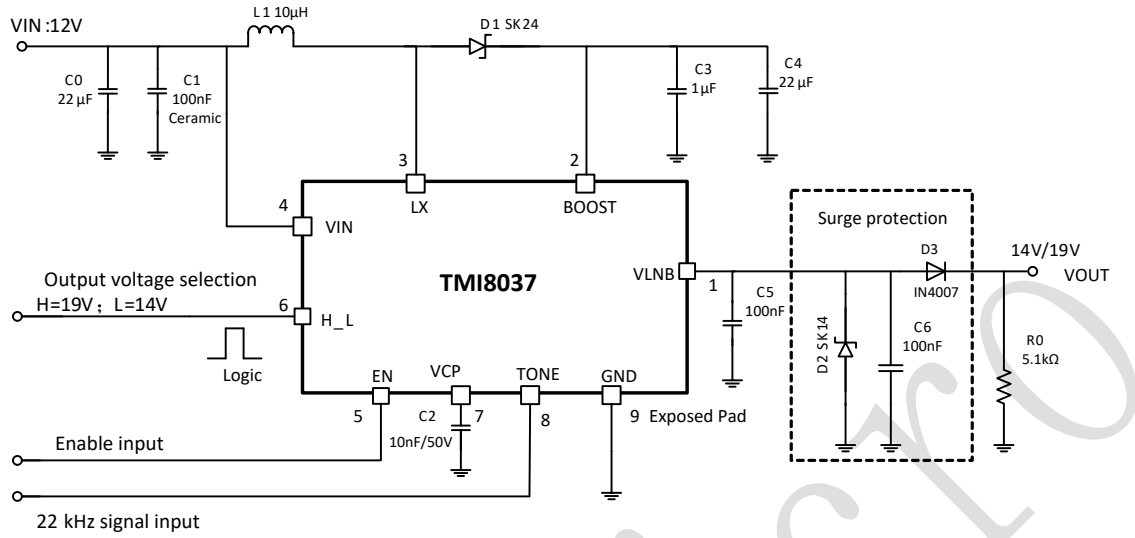 VIN :12V
L 1 10µH
D 1 SK24
C0
22 µF
C1
100nF
Ceramic
C3
1µF
C4
22 µF
3
2
LX
BOOST
4
VIN
Surge protection
Output voltage selection
H=19V；L=14V
6
H_L
Logic
TMI8037
VLNB
1
C5
100nF
D2 SK14
C6
100nF
D3
IN4007
14V/19V
VOUT
R0
5.1kΩ
EN
VCP
TONE
GND
5
C2
10nF/50V
7
8
9 Exposed Pad
Enable input
22 kHz signal input